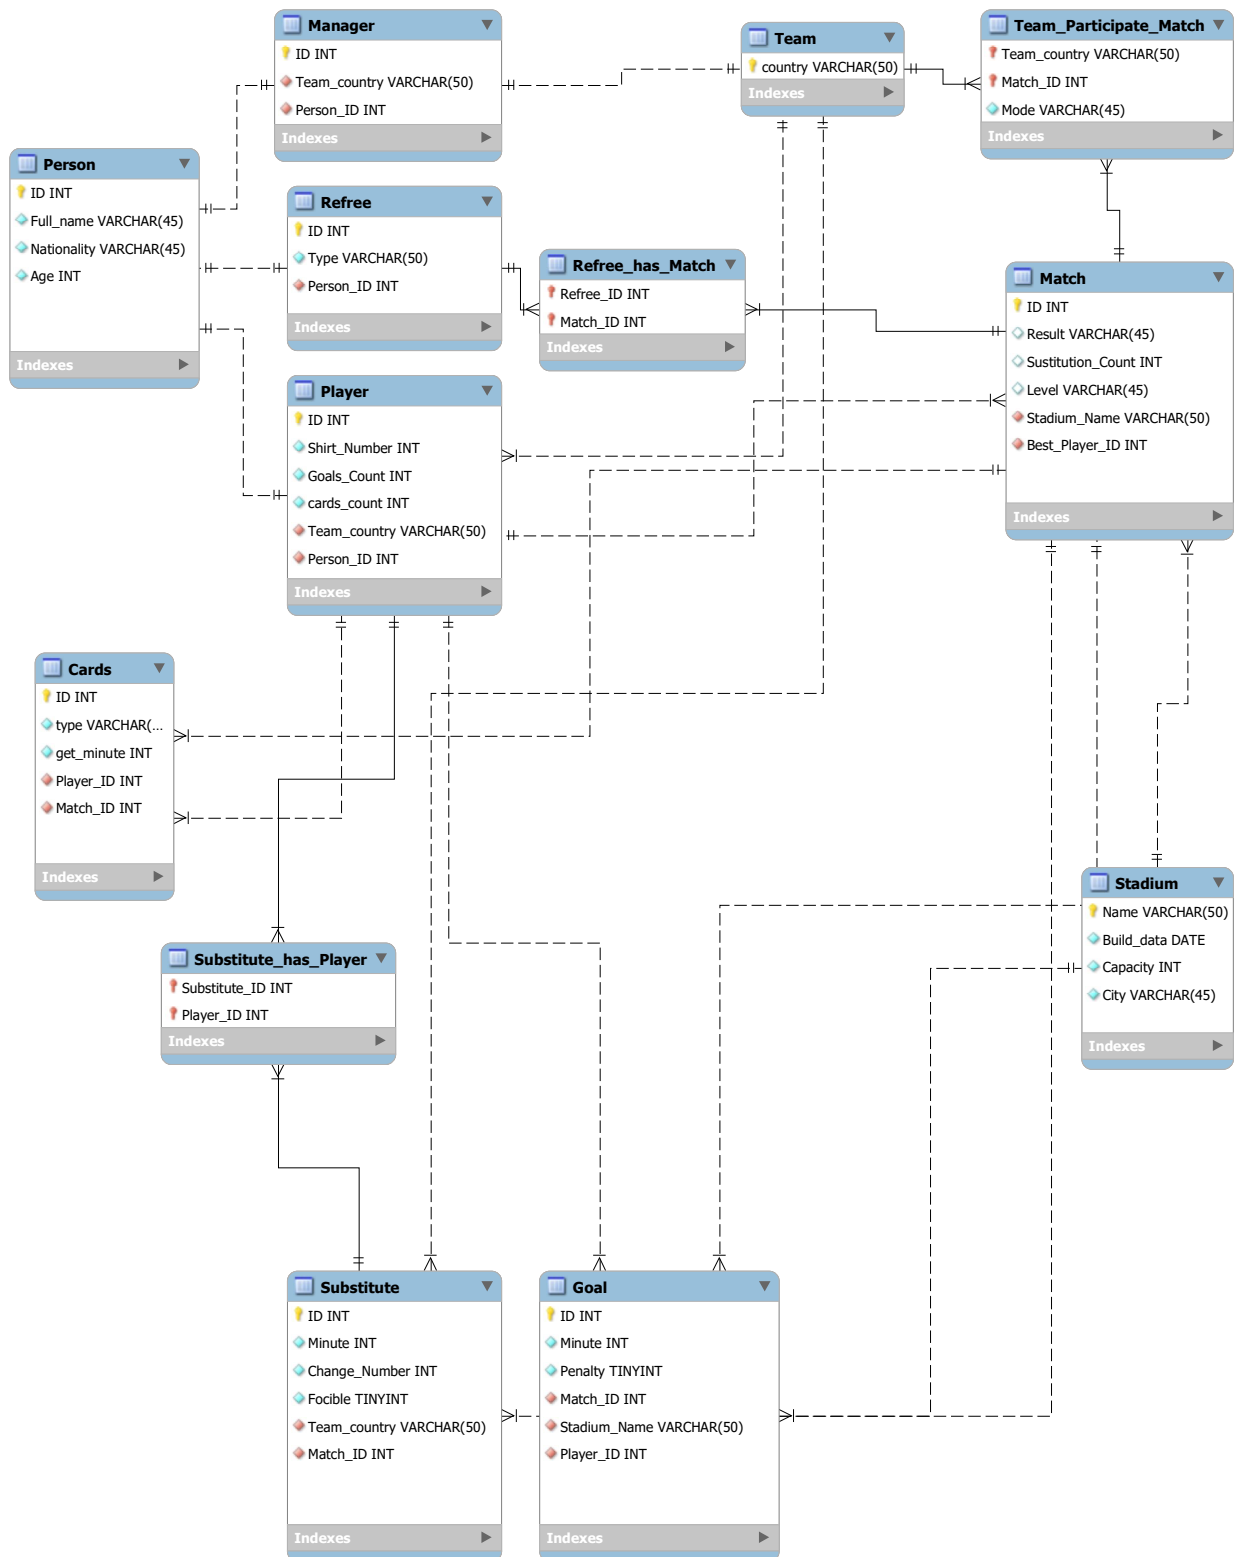 Manager
ID INT
Team_country VARCHAR(50)
Person_ID INT
Indexes
Team
country VARCHAR(50)
Indexes
Team_Participate_Match
Team_country VARCHAR(50)
Match_ID INT
Mode VARCHAR(45)
Indexes
Person
ID INT
Full_name VARCHAR(45)
Nationality VARCHAR(45)
Age INT
Indexes
Refree
ID INT
Type VARCHAR(50)
Person_ID INT
Indexes
Refree_has_Match
Refree_ID INT
Match_ID INT
Indexes
Match
ID INT
Result VARCHAR(45)
Sustitution_Count INT
Level VARCHAR(45)
Stadium_Name VARCHAR(50)
Best_Player_ID INT
Indexes
Player
ID INT
Shirt_Number INT
Goals_Count INT
cards_count INT
Team_country VARCHAR(50)
Person_ID INT
Indexes
Cards
ID INT
type VARCHAR(...
get_minute INT
Player_ID INT
Match_ID INT
Indexes
Stadium
Name VARCHAR(50)
Build_data DATE
Capacity INT
City VARCHAR(45)
Indexes
Substitute_has_Player
Substitute_ID INT
Player_ID INT
Indexes
Substitute
ID INT
Minute INT
Change_Number INT
Focible TINYINT
Team_country VARCHAR(50)
Match_ID INT
Indexes
Goal
ID INT
Minute INT
Penalty TINYINT
Match_ID INT
Stadium_Name VARCHAR(50)
Player_ID INT
Indexes